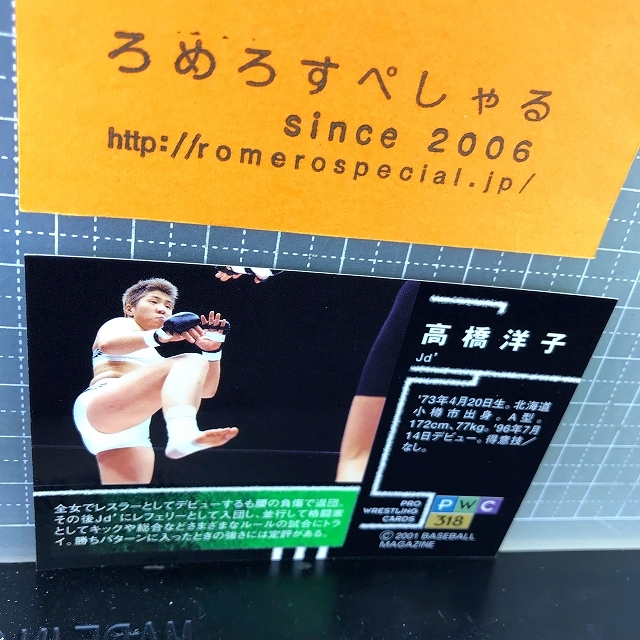 ろめろすぺしゃる
since 2006
http://romerospecial.jp/
高橋洋子
Jd'
'73年4月20日生。北海道
小樽市出身。A型。
172cm、77kg。'96年7月
14日デビュー。得意技／
なし。
全女でレスラーとしてデビューするも腰の負傷で退団。
その後Jd'にレフェリーとして入団し、並行して格闘家
としてキックや総合などさまざまなルールの試合にトラ
イ。勝ちパターンに入ったときの強さには定評がある。
PRO
WRESTLING
CARDS
PWC
318
©2001 BASEBALL
MAGAZINE